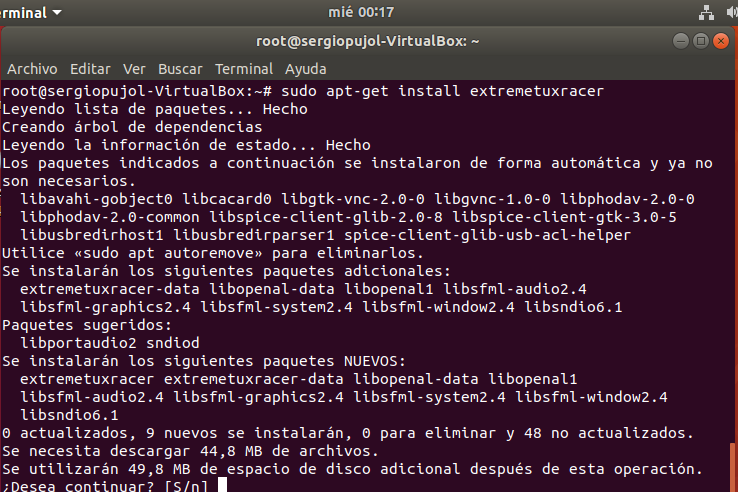 erminal
mié 00:17
root@sergiopujol-VirtualBox: ~
Archivo Editar Ver Buscar Terminal Ayuda
root@sergiopujol-VirtualBox:~# sudo apt-get install extremetuxracer
Leyendo lista de paquetes... Hecho
Creando árbol de dependencias
Leyendo la información de estado... Hecho
Los paquetes indicados a continuación se instalaron de forma automática y ya no
son necesarios.
libavahi-gobject0 libcacard0 libgtk-vnc-2.0-0 libgvnc-1.0-0 libphodav-2.0-0
libphodav-2.0-common libspice-client-glib-2.0-8 libspice-client-gtk-3.0-5
libusbredirhost1 libusbredirparser1 spice-client-glib-usb-acl-helper
Utilice «sudo apt autoremove» para eliminarlos.
Se instalarán los siguientes paquetes adicionales:
extremetuxracer-data libopenal-data libopenal1 libsfml-audio2.4
libsfml-graphics2.4 libsfml-system2.4 libsfml-window2.4 libsndio6.1
Paquetes sugeridos:
libportaudio2 sndiod
Se instalarán los siguientes paquetes NUEVOS:
extremetuxracer extremetuxracer-data libopenal-data libopenal1
libsfml-audio2.4 libsfml-graphics2.4 libsfml-system2.4 libsfml-window2.4
libsndio6.1
0 actualizados, 9 nuevos se instalarán, 0 para eliminar y 48 no actualizados.
Se necesita descargar 44,8 MB de archivos.
Se utilizarán 49,8 MB de espacio de disco adicional después de esta operación.
¿Desea continuar? [S/n]